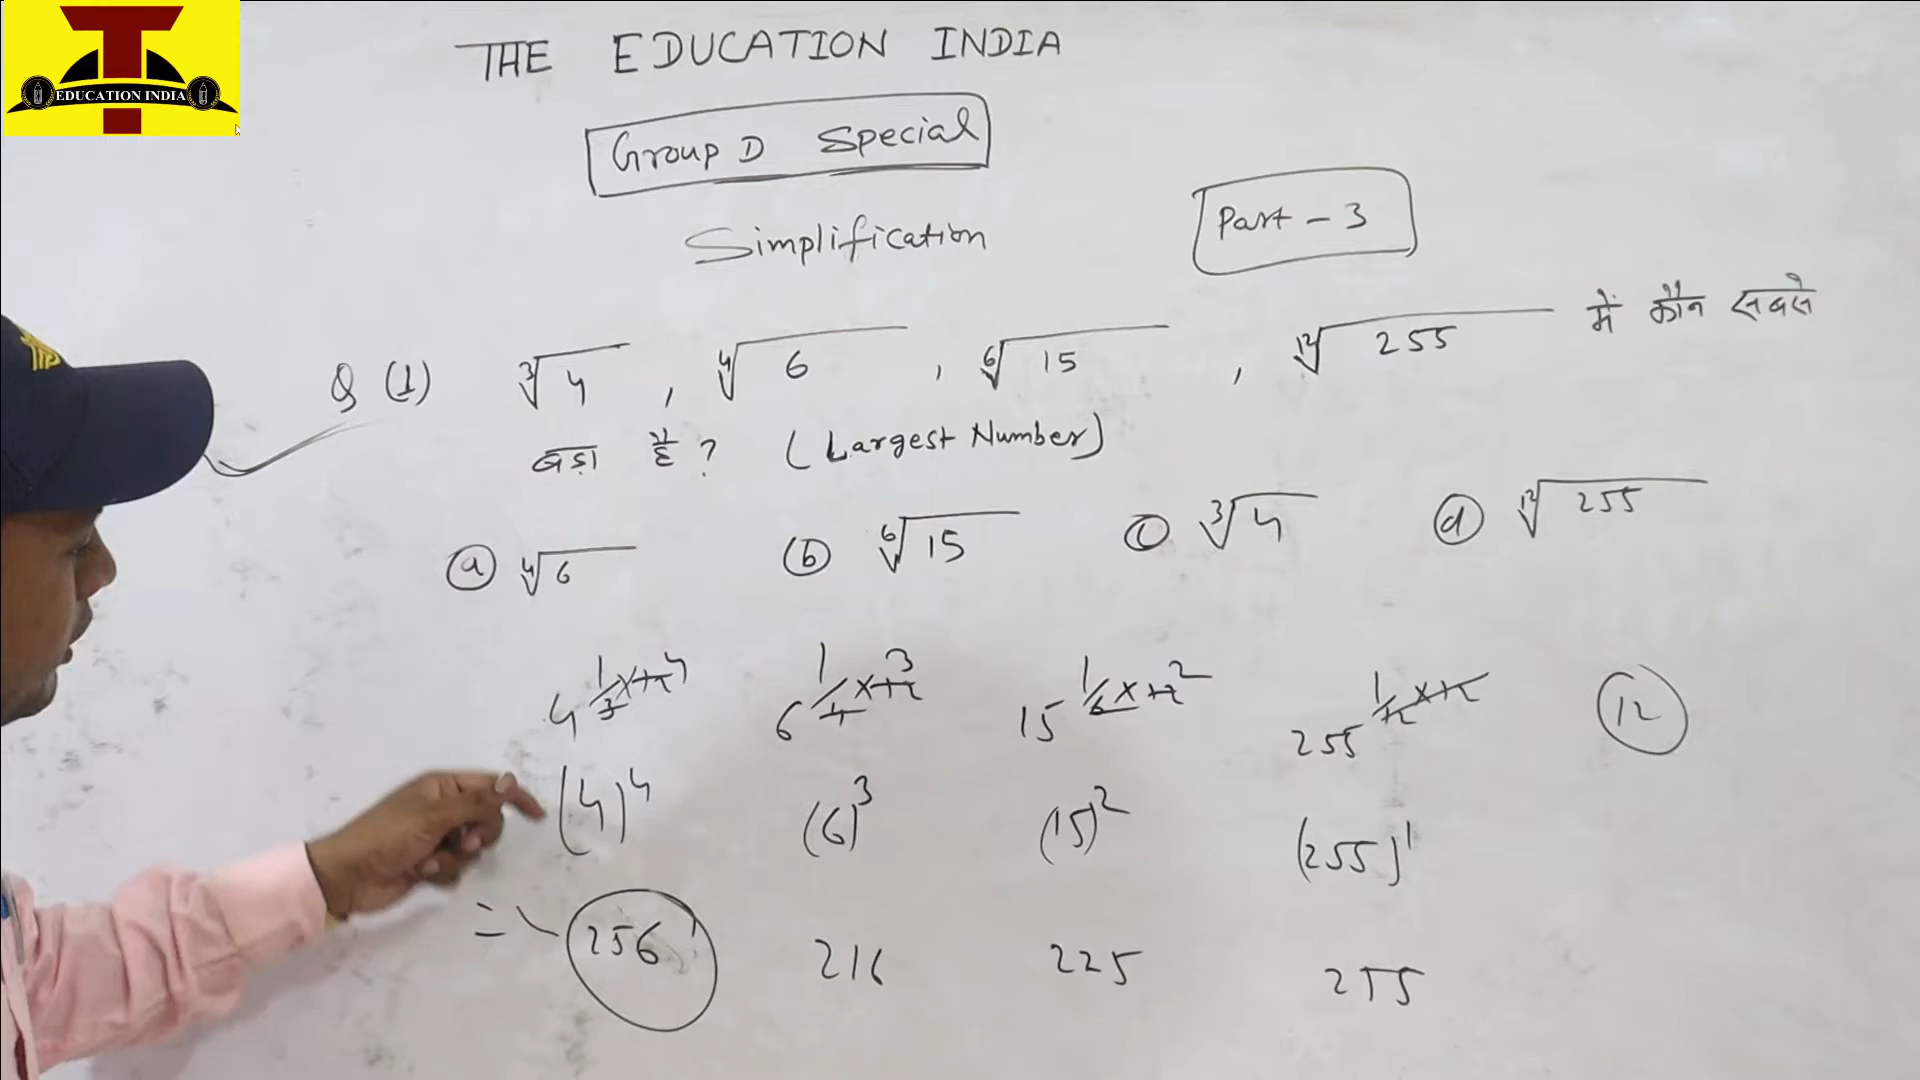 EDUCATION INDIA
THE EDUCATION INDIA
Group D Special
Simplification
Part - 3
Q (1) ∛4 , ∜6 , ⁶√15 , ¹²√255 में कौन सबसे
बड़ा है ? (Largest Number)
(a) ∜6 (b) ⁶√15 (c) ∛4 (d) ¹²√255
4^(1/3 × 12) 4 6^(1/4 × 12) 3 15^(1/6 × 12) 2 255^(1/12 × 12) 12
(4)⁴ (6)³ (15)² (255)¹
= 256 216 225 255